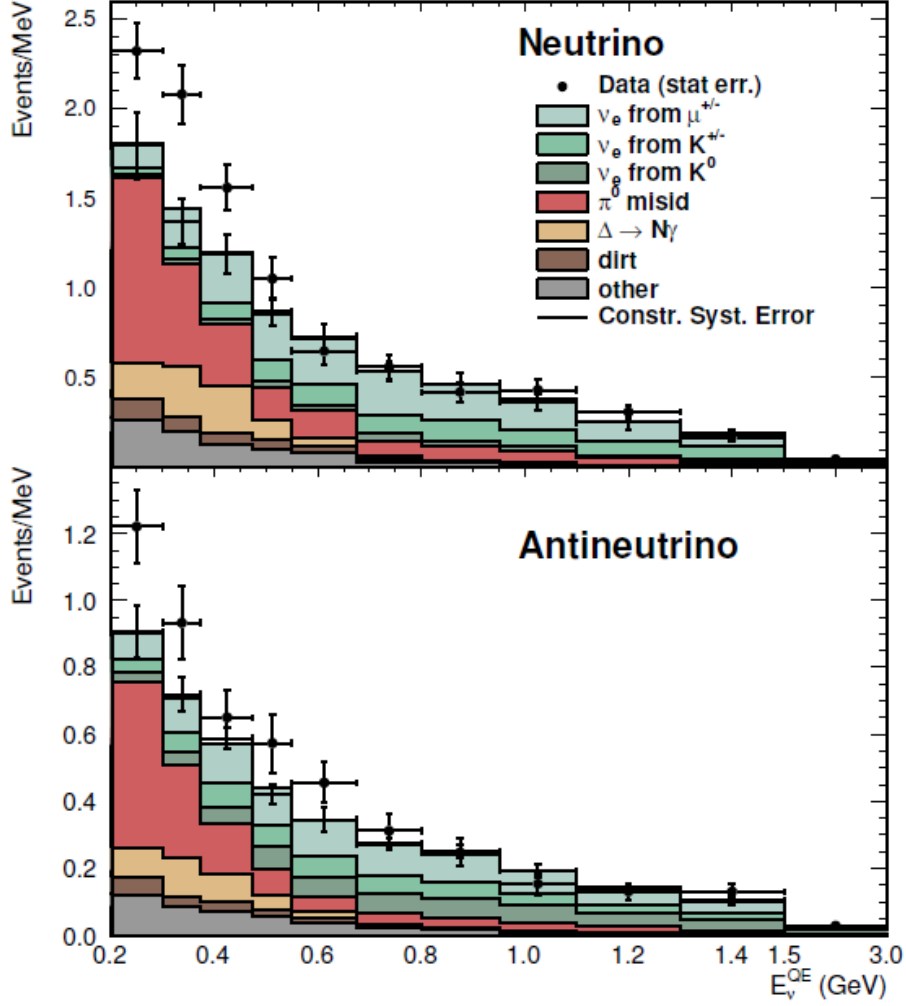 Events/MeV
2.5
2.0
1.5
1.0
0.5
Neutrino
Data (stat err.)
νe from μ+/-
νe from K+/-
νe from K0
π0 misid
Δ → Nγ
dirt
other
Constr. Syst. Error
Events/MeV
1.2
1.0
0.8
0.6
0.4
0.2
0.0
Antineutrino
0.2 0.4 0.6 0.8 1.0 1.2 1.4 1.5 3.0
EνQE (GeV)